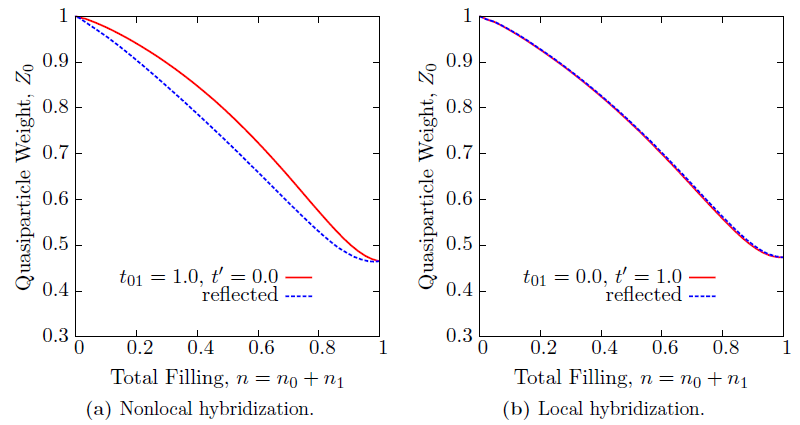 1
0.9
0.8
0.7
0.6
0.5
0.4
0.3
Quasiparticle Weight, Z₀
t₀₁ = 1.0, t′ = 0.0
reflected
0 0.2 0.4 0.6 0.8 1
Total Filling, n = n₀ + n₁
(a) Nonlocal hybridization.
1
0.9
0.8
0.7
0.6
0.5
0.4
0.3
Quasiparticle Weight, Z₀
t₀₁ = 0.0, t′ = 1.0
reflected
0 0.2 0.4 0.6 0.8 1
Total Filling, n = n₀ + n₁
(b) Local hybridization.